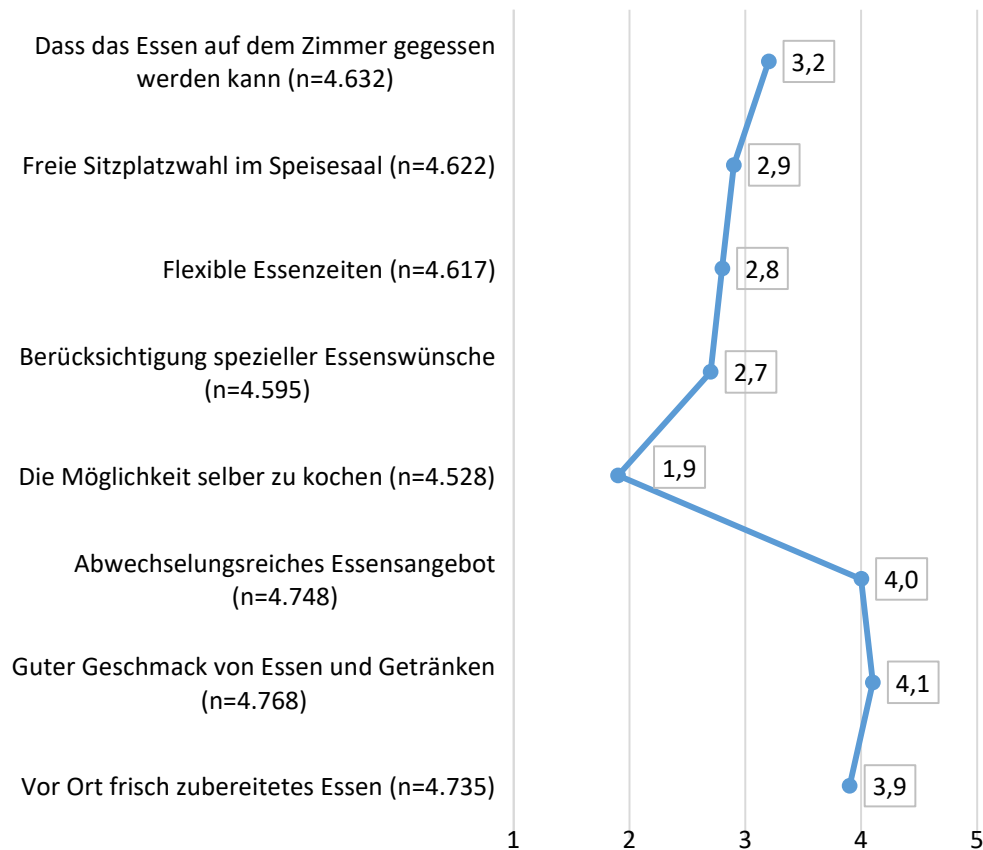 Dass das Essen auf dem Zimmer gegessen
werden kann (n=4.632)
3,2
Freie Sitzplatzwahl im Speisesaal (n=4.622)
2,9
Flexible Essenzeiten (n=4.617)
2,8
Berücksichtigung spezieller Essenswünsche
(n=4.595)
2,7
Die Möglichkeit selber zu kochen (n=4.528)
1,9
Abwechselungsreiches Essensangebot
(n=4.748)
4,0
Guter Geschmack von Essen und Getränken
(n=4.768)
4,1
Vor Ort frisch zubereitetes Essen (n=4.735)
3,9
1 2 3 4 5